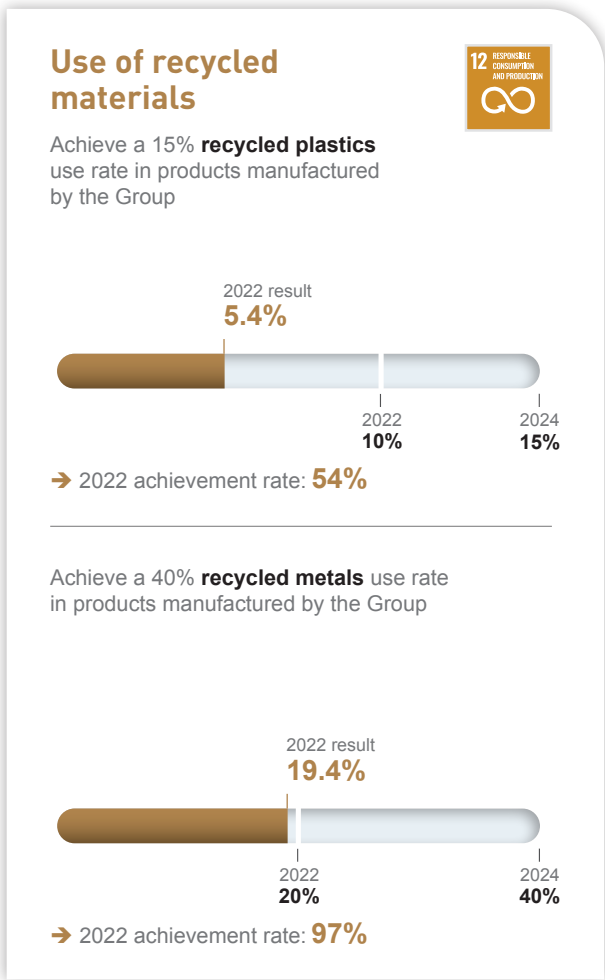 Use of recycled
materials
12 RESPONSIBLE
CONSUMPTION
AND PRODUCTION
Achieve a 15% recycled plastics
use rate in products manufactured
by the Group
2022 result
5.4%
2022
10%
2024
15%
➔ 2022 achievement rate: 54%
Achieve a 40% recycled metals use rate
in products manufactured by the Group
2022 result
19.4%
2022
20%
2024
40%
➔ 2022 achievement rate: 97%